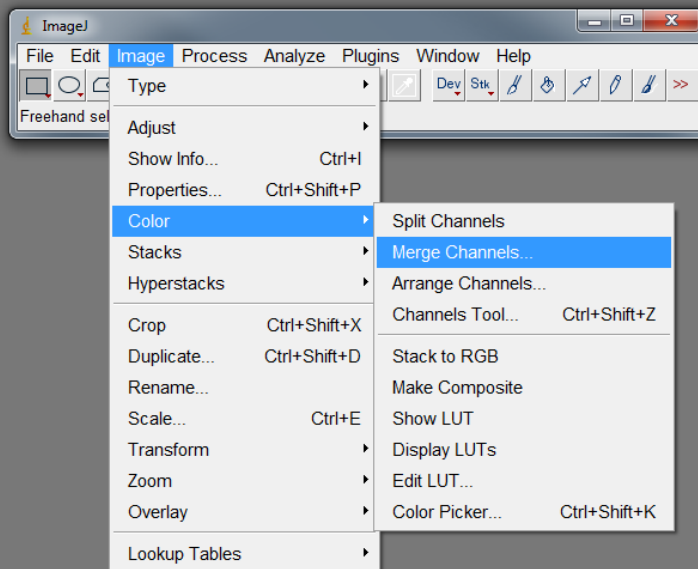 ImageJ
File Edit Image Process Analyze Plugins Window Help
Dev Stk >>
Freehand sel
Type
Adjust
Show Info... Ctrl+I
Properties... Ctrl+Shift+P
Color
Stacks
Hyperstacks
Crop Ctrl+Shift+X
Duplicate... Ctrl+Shift+D
Rename...
Scale... Ctrl+E
Transform
Zoom
Overlay
Lookup Tables
Split Channels
Merge Channels...
Arrange Channels...
Channels Tool... Ctrl+Shift+Z
Stack to RGB
Make Composite
Show LUT
Display LUTs
Edit LUT...
Color Picker... Ctrl+Shift+K